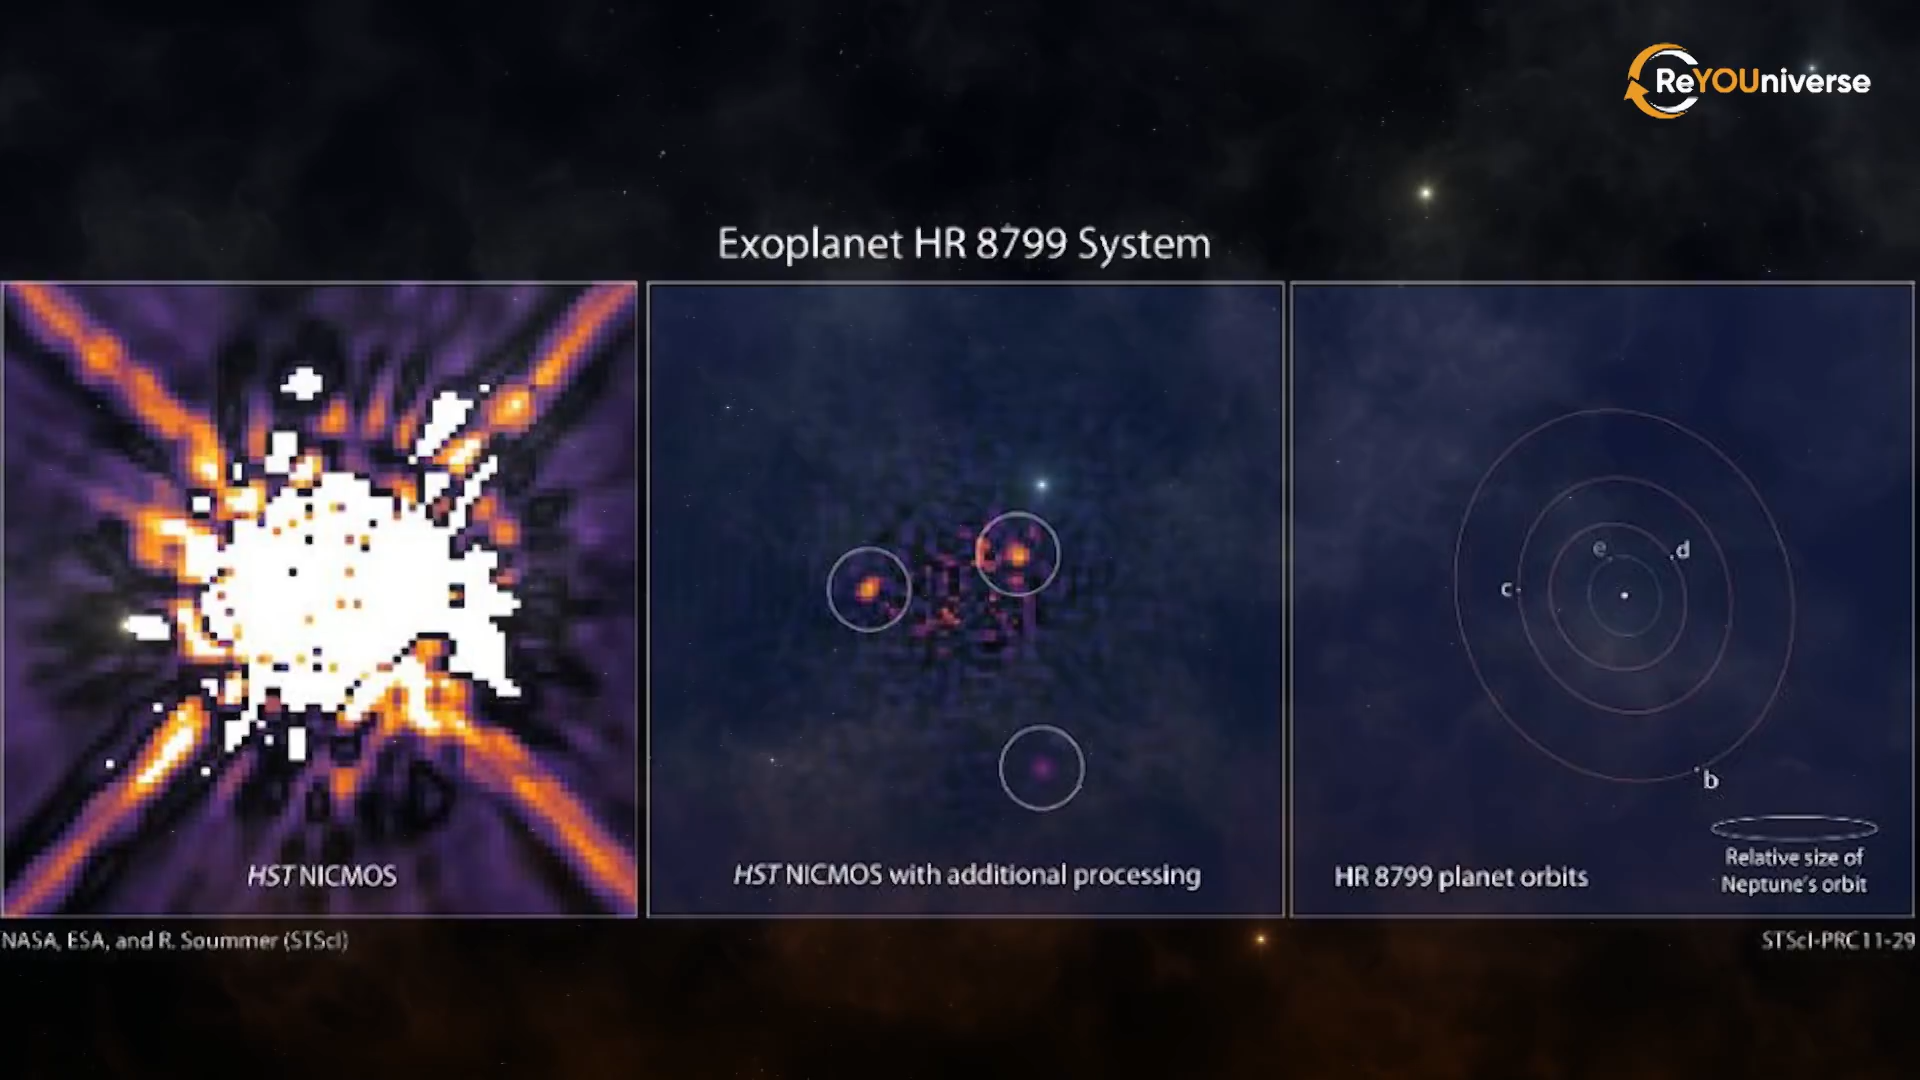 ReYOUniverse
Exoplanet HR 8799 System
HST NICMOS
HST NICMOS with additional processing
e
d
c
b
Relative size of
Neptune's orbit
HR 8799 planet orbits
NASA, ESA, and R. Soummer (STScI)
STScI-PRC11-29